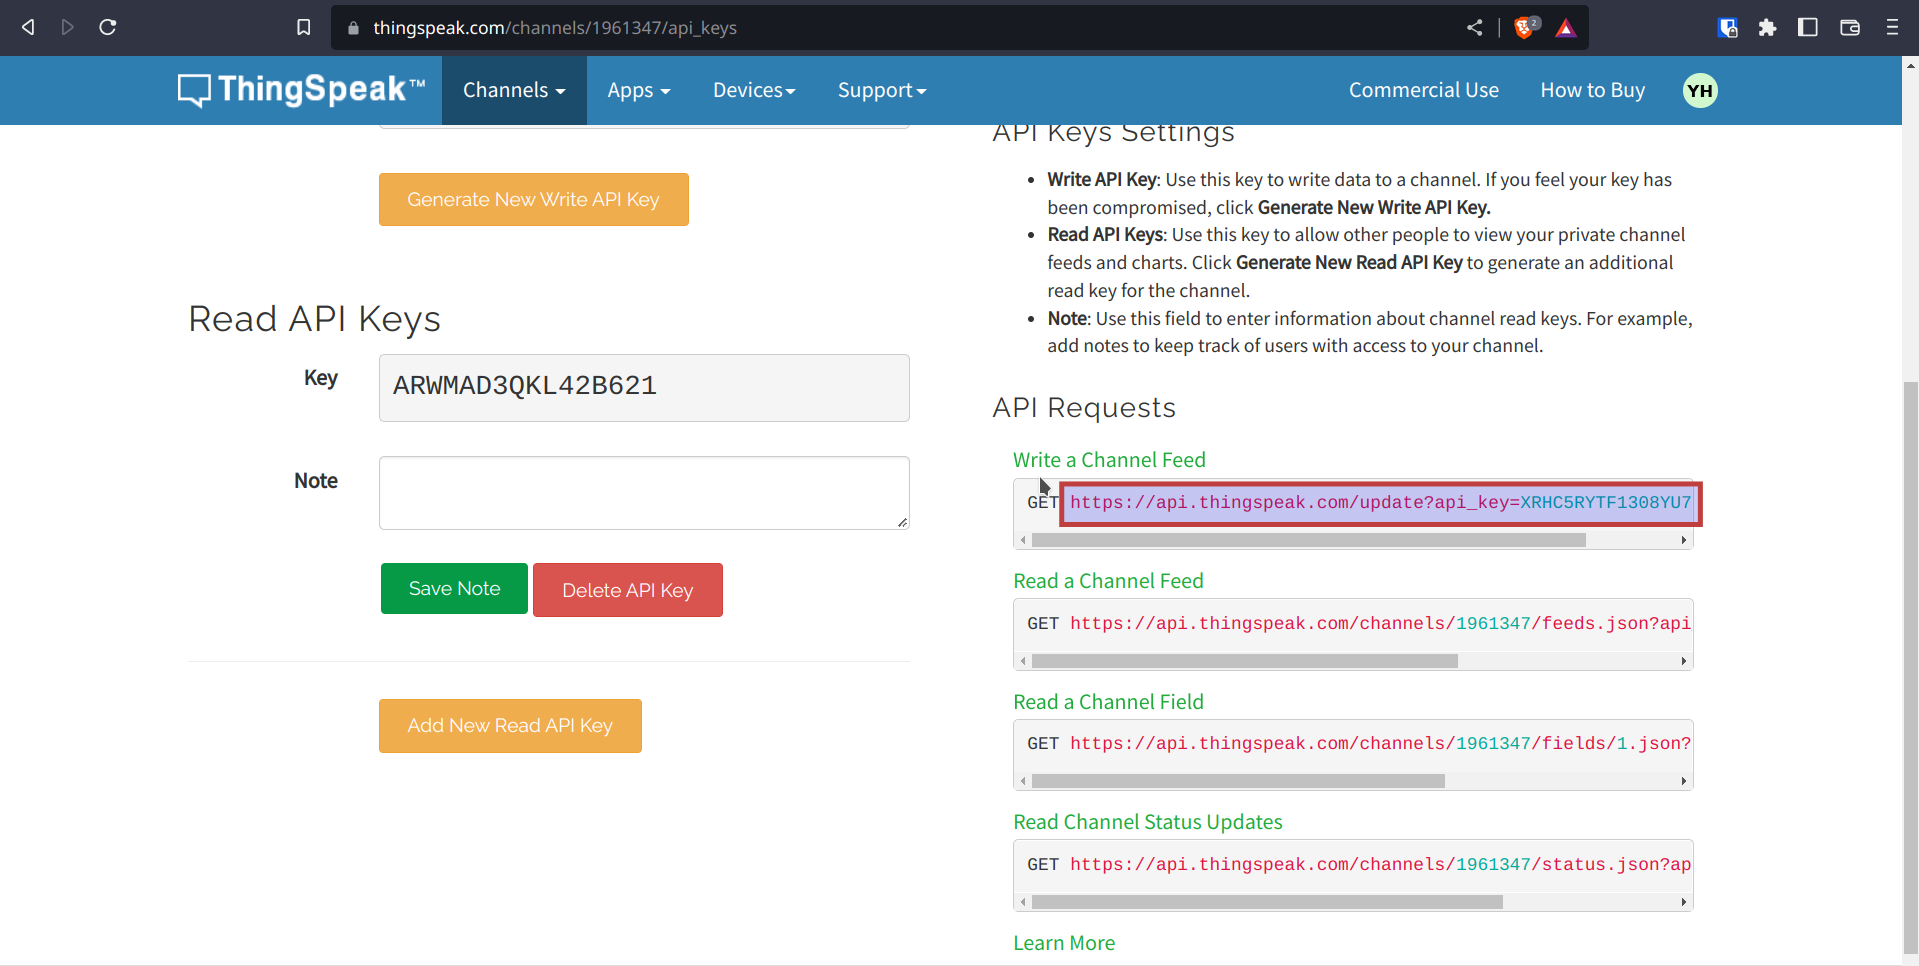 thingspeak.com/channels/1961347/api_keys
2
ThingSpeak™
Channels
Apps
Devices
Support
Commercial Use
How to Buy
YH
Generate New Write API Key
Read API Keys
Key
ARWMAD3QKL42B621
Note
Save Note
Delete API Key
Add New Read API Key
API Keys Settings
• Write API Key: Use this key to write data to a channel. If you feel your key has
been compromised, click Generate New Write API Key.
• Read API Keys: Use this key to allow other people to view your private channel
feeds and charts. Click Generate New Read API Key to generate an additional
read key for the channel.
• Note: Use this field to enter information about channel read keys. For example,
add notes to keep track of users with access to your channel.
API Requests
Write a Channel Feed
GET https://api.thingspeak.com/update?api_key=XRHC5RYTF1308YU7
Read a Channel Feed
GET https://api.thingspeak.com/channels/1961347/feeds.json?api
Read a Channel Field
GET https://api.thingspeak.com/channels/1961347/fields/1.json?
Read Channel Status Updates
GET https://api.thingspeak.com/channels/1961347/status.json?ap
Learn More